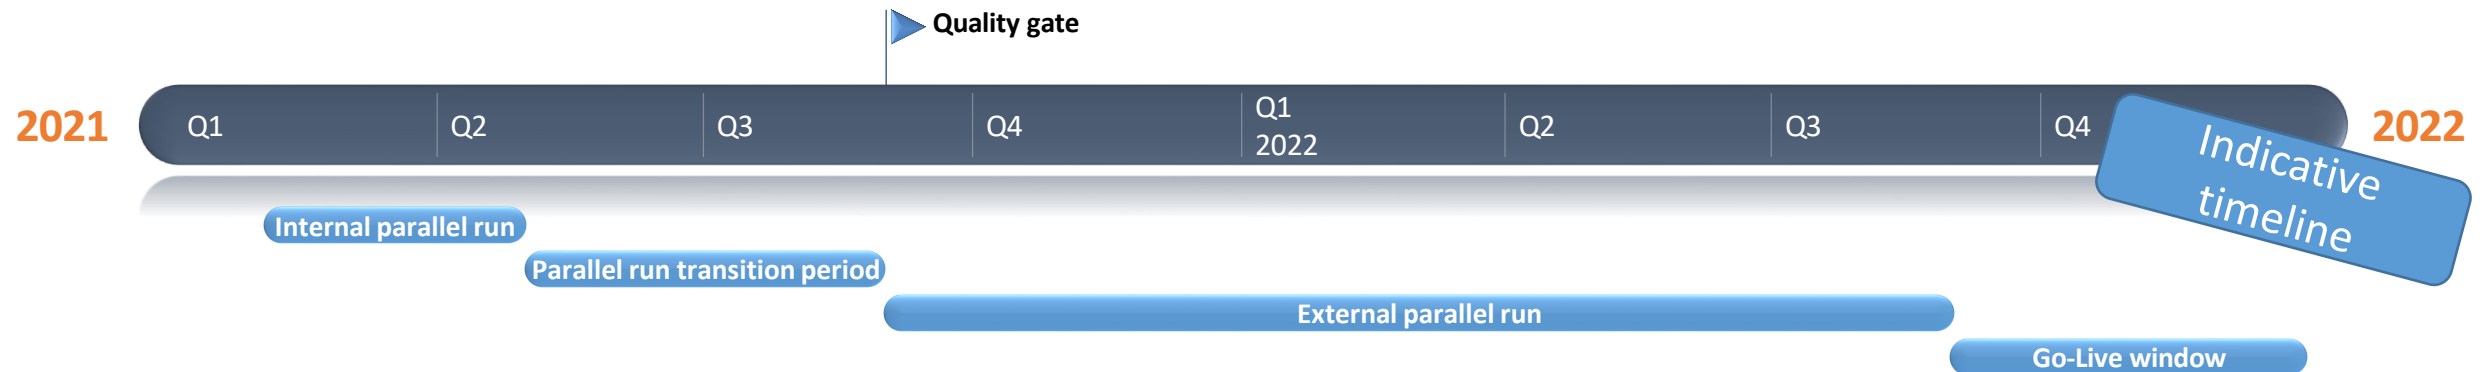 Quality gate
2021
Q1
Q2
Q3
Q4
Q1
2022
Q2
Q3
Q4
2022
Indicative
timeline
Internal parallel run
Parallel run transition period
External parallel run
Go-Live window